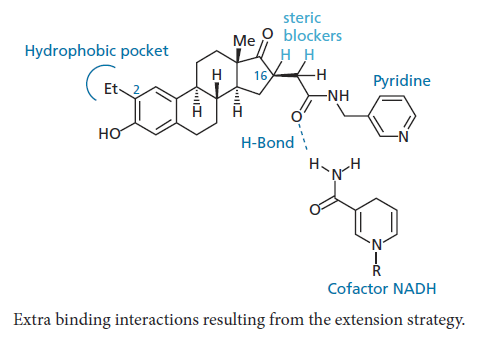 steric
blockers
Me O
Hydrophobic pocket
H H
H 16 H
Pyridine
Et 2
NH
H H
O
HO
H-Bond
N
H N H
O
N
R
Cofactor NADH
Extra binding interactions resulting from the extension strategy.